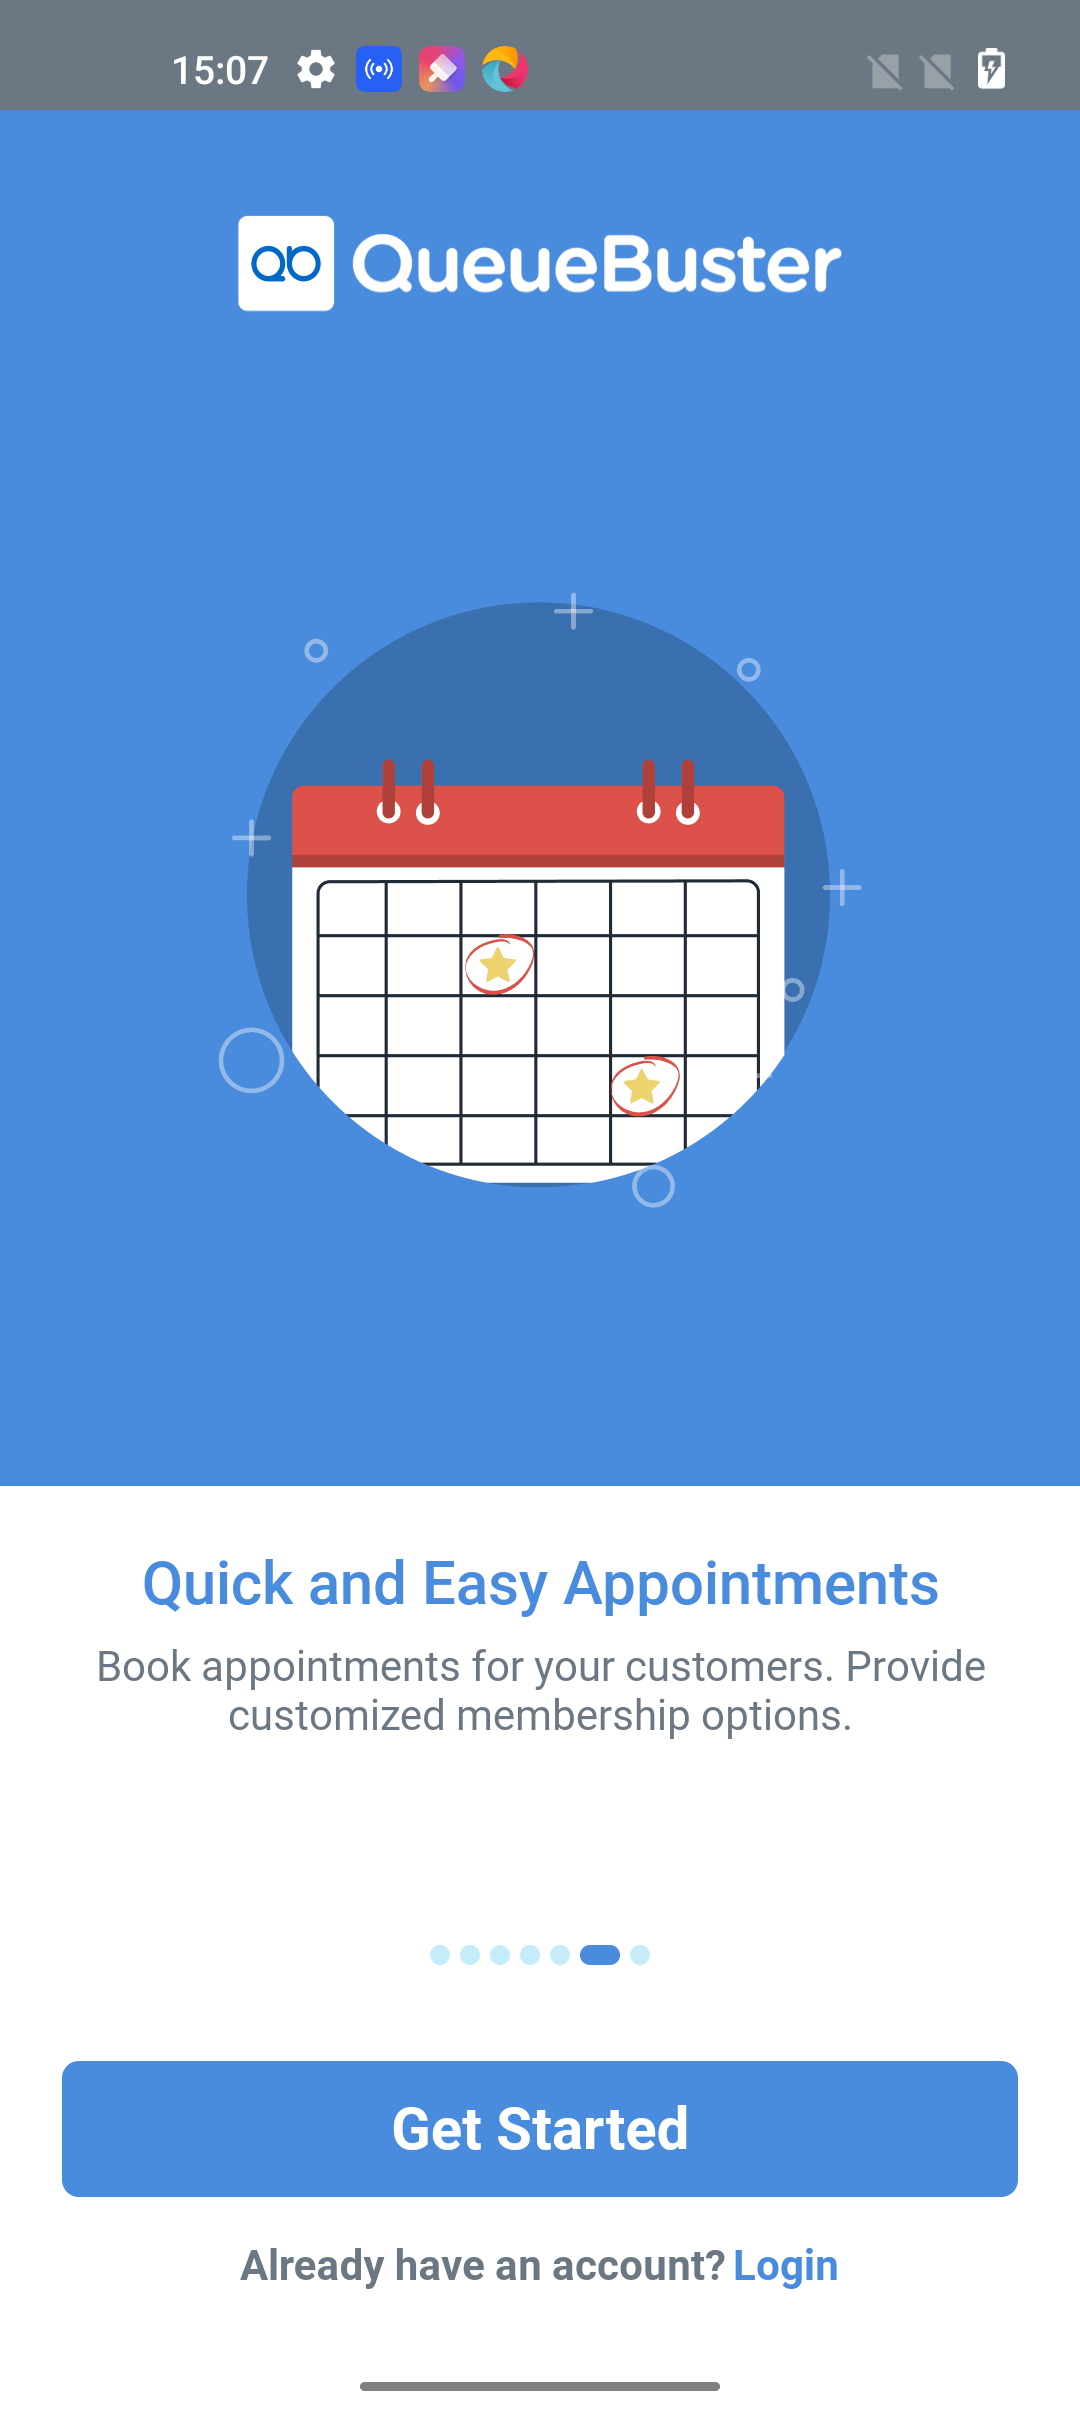 15:07
QueueBuster
Quick and Easy Appointments
Book appointments for your customers. Provide
customized membership options.
Get Started
Already have an account? Login